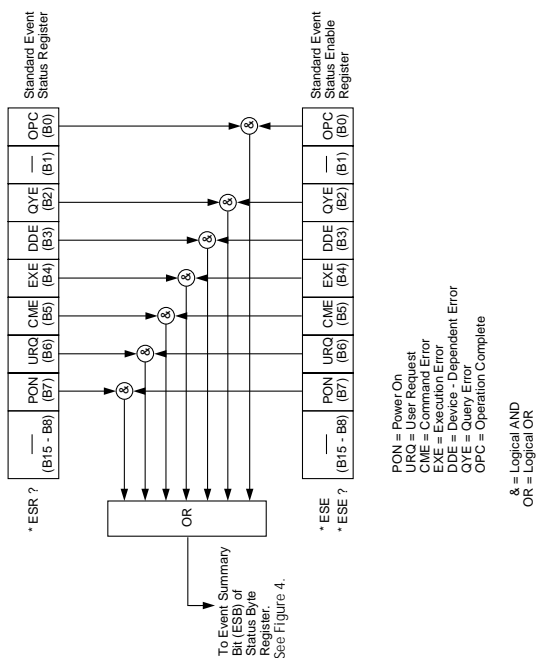 * ESR ?
—
(B15 - B8)
PON
(B7)
URQ
(B6)
CME
(B5)
EXE
(B4)
DDE
(B3)
QYE
(B2)
—
(B1)
OPC
(B0)
Standard Event
Status Register
&
&
&
&
&
&
&
OR
To Event Summary
Bit (ESB) of
Status Byte
Register.
See Figure 4.
* ESE
* ESE ?
—
(B15 - B8)
PON
(B7)
URQ
(B6)
CME
(B5)
EXE
(B4)
DDE
(B3)
QYE
(B2)
—
(B1)
OPC
(B0)
Standard Event
Status Enable
Register
PON = Power On
URQ = User Request
CME = Command Error
EXE = Execution Error
DDE = Device - Dependent Error
QYE = Query Error
OPC = Operation Complete
& = Logical AND
OR = Logical OR